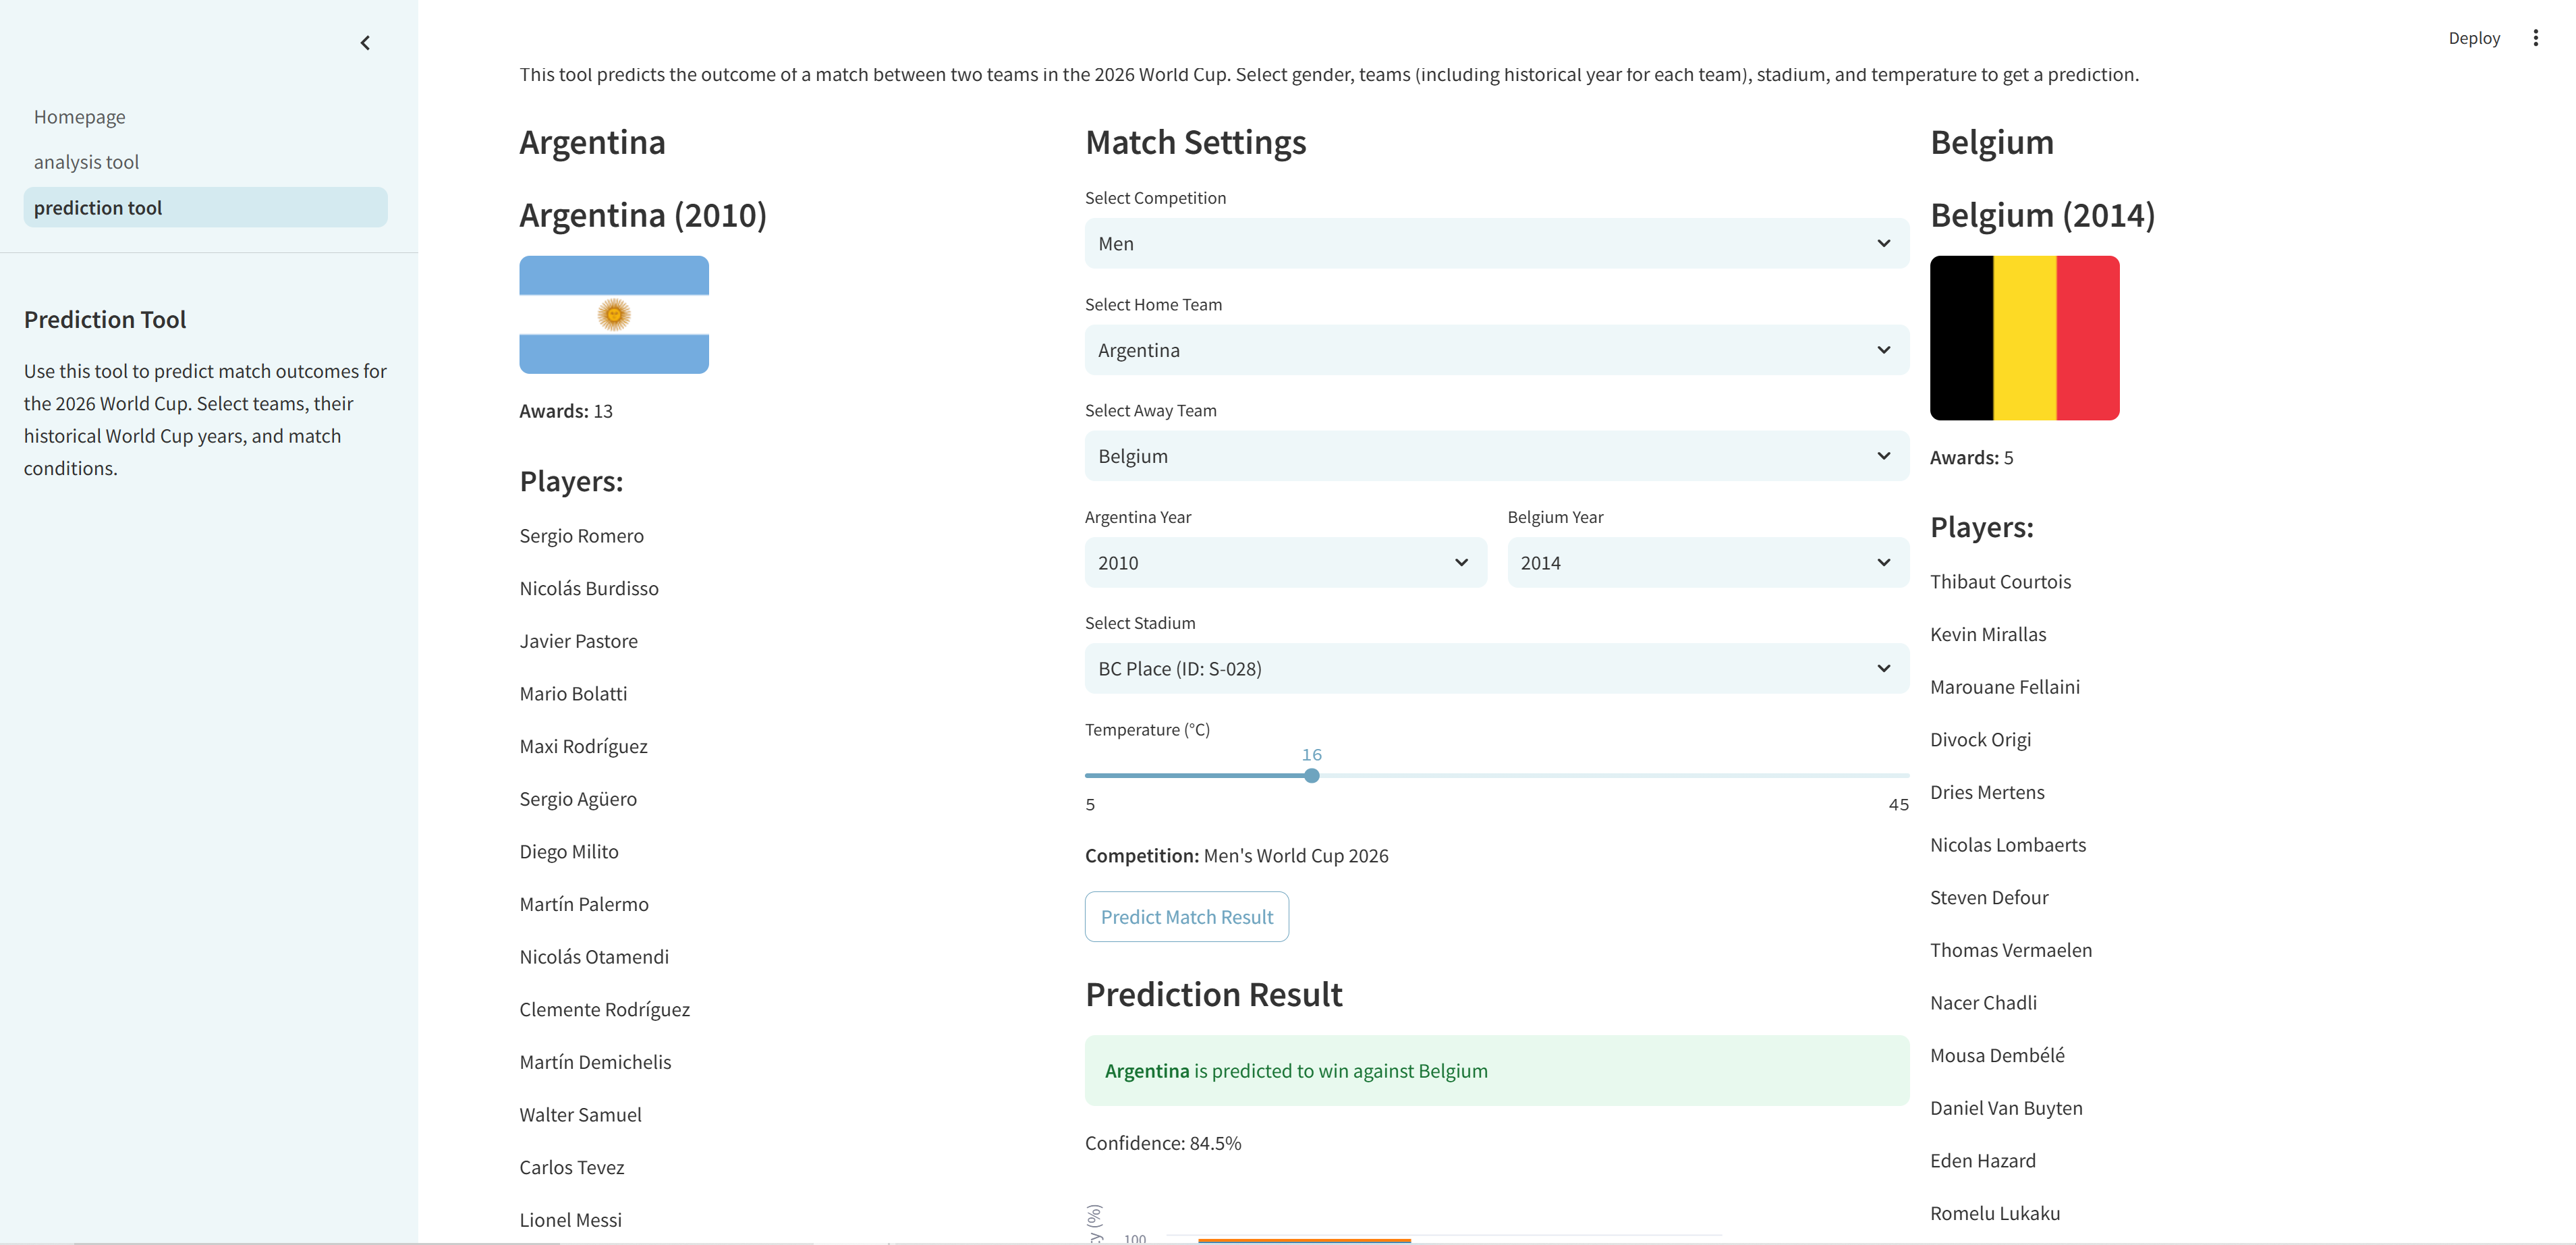 Deploy
Homepage
analysis tool
prediction tool
Prediction Tool
Use this tool to predict match outcomes for
the 2026 World Cup. Select teams, their
historical World Cup years, and match
conditions.
This tool predicts the outcome of a match between two teams in the 2026 World Cup. Select gender, teams (including historical year for each team), stadium, and temperature to get a prediction.
Argentina
Argentina (2010)
Awards: 13
Players:
Sergio Romero
Nicolás Burdisso
Javier Pastore
Mario Bolatti
Maxi Rodríguez
Sergio Agüero
Diego Milito
Martín Palermo
Nicolás Otamendi
Clemente Rodríguez
Martín Demichelis
Walter Samuel
Carlos Tevez
Lionel Messi
Match Settings
Select Competition
Men
Select Home Team
Argentina
Select Away Team
Belgium
Argentina Year
Belgium Year
2010
2014
Select Stadium
BC Place (ID: S-028)
Temperature (°C)
16
5
45
Competition: Men's World Cup 2026
Predict Match Result
Prediction Result
Argentina is predicted to win against Belgium
Confidence: 84.5%
(%)
100
Belgium
Belgium (2014)
Awards: 5
Players:
Thibaut Courtois
Kevin Mirallas
Marouane Fellaini
Divock Origi
Dries Mertens
Nicolas Lombaerts
Steven Defour
Thomas Vermaelen
Nacer Chadli
Mousa Dembélé
Daniel Van Buyten
Eden Hazard
Romelu Lukaku